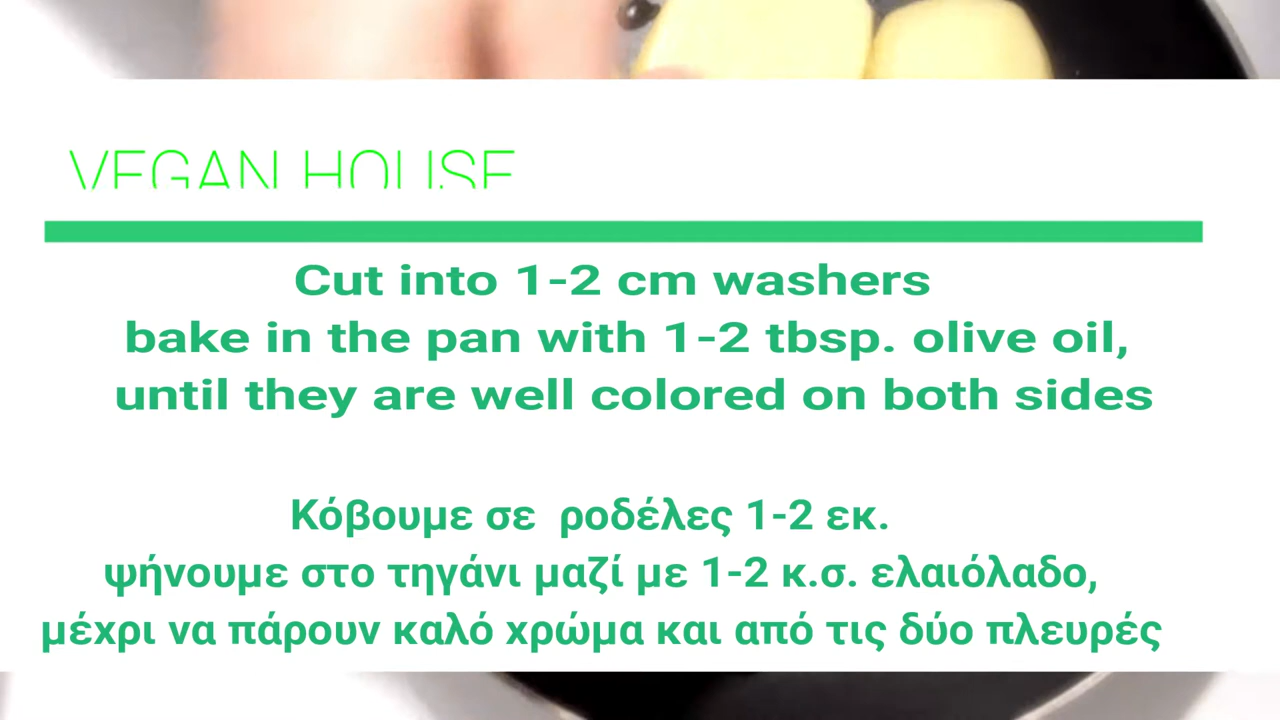 VEGAN HOUSE
Cut into 1-2 cm washers
bake in the pan with 1-2 tbsp. olive oil,
until they are well colored on both sides
Κόβουμε σε ροδέλες 1-2 εκ.
ψήνουμε στο τηγάνι μαζί με 1-2 κ.σ. ελαιόλαδο,
μέχρι να πάρουν καλό χρώμα και από τις δύο πλευρές